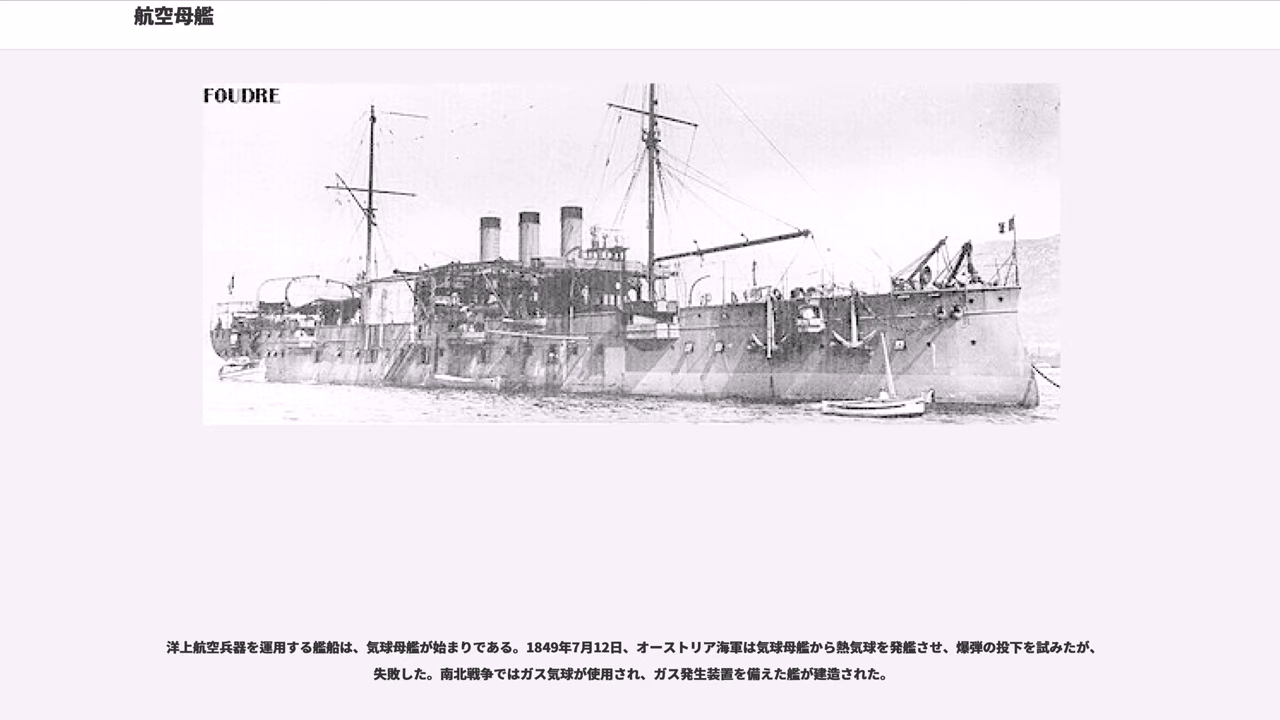 航空母艦
FOUDRE
洋上航空兵器を運用する艦船は、気球母艦が始まりである。1849年7月12日、オーストリア海軍は気球母艦から熱気球を発艦させ、爆弾の投下を試みたが、
失敗した。南北戦争ではガス気球が使用され、ガス発生装置を備えた艦が建造された。